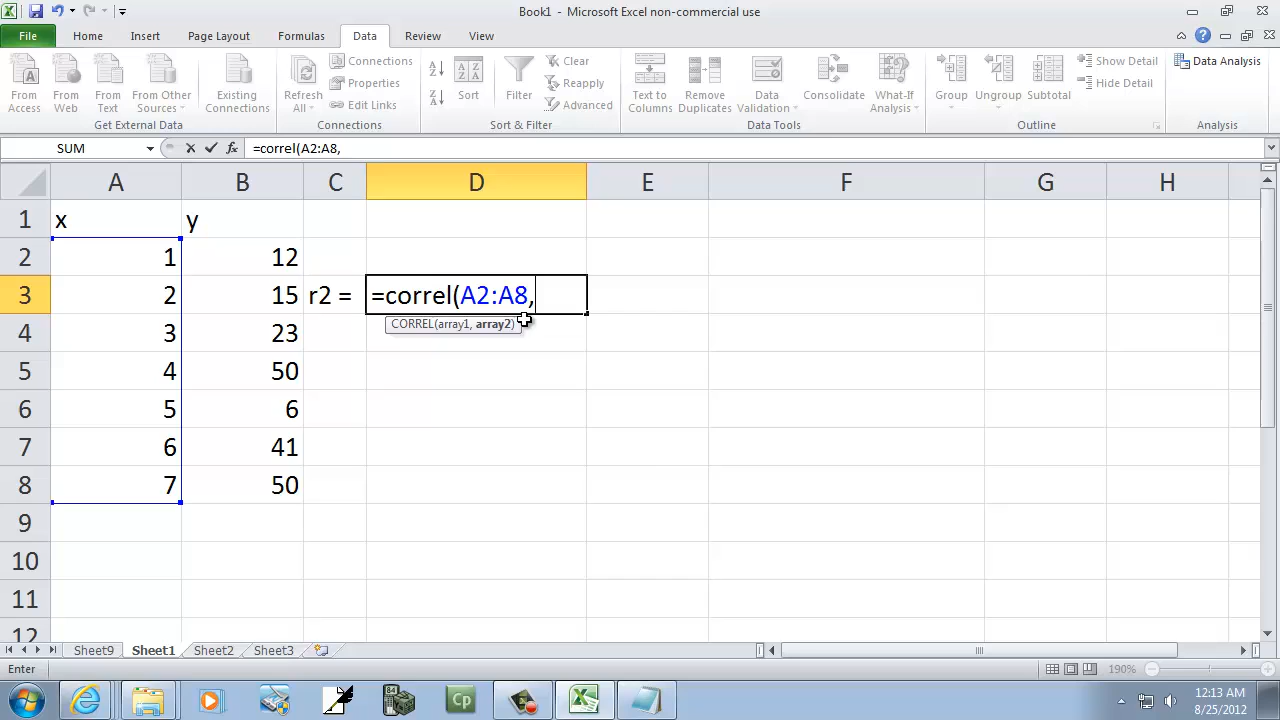 Book1 - Microsoft Excel non-commercial use
File Home Insert Page Layout Formulas Data Review View
From Access
From Web
From Text
From Other Sources
Existing Connections
Get External Data
Refresh All
Connections
Properties
Edit Links
Connections
Sort
Filter
Clear
Reapply
Advanced
Sort & Filter
Text to Columns
Remove Duplicates
Data Validation
Consolidate
What-If Analysis
Data Tools
Group
Ungroup
Subtotal
Show Detail
Hide Detail
Outline
Data Analysis
Analysis
SUM fx =correl(A2:A8,
A B C D E F G H
1 x y
2 1 12
3 2 15 r2 = =correl(A2:A8,
CORREL(array1, array2)
4 3 23
5 4 50
6 5 6
7 6 41
8 7 50
9
10
11
12
Sheet9 Sheet1 Sheet2 Sheet3
Enter 190%
84 Cp 12:13 AM
8/25/2012